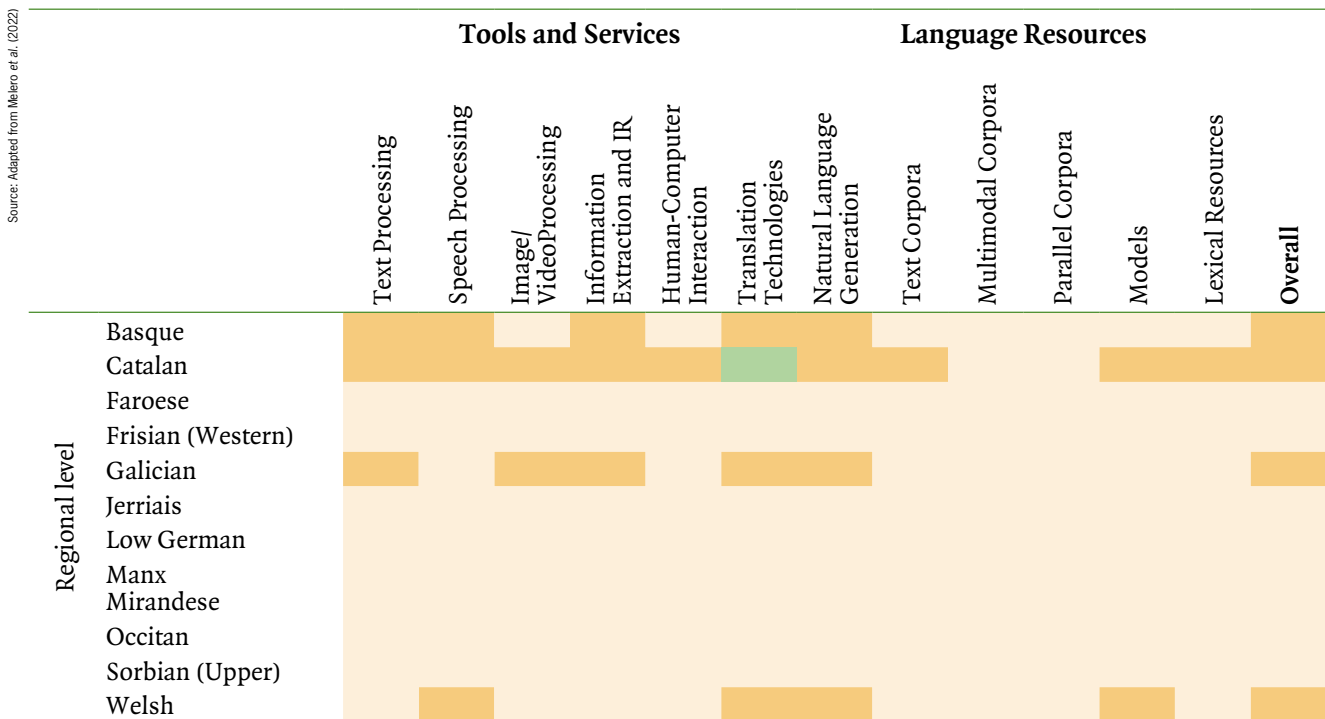 Source: Adapted from Melero et al. (2022)
Tools and Services
Language Resources
Text Processing
Speech Processing
Image/
VideoProcessing
Information
Extraction and IR
Human-Computer
Interaction
Translation
Technologies
Natural Language
Generation
Text Corpora
Multimodal Corpora
Parallel Corpora
Models
Lexical Resources
Overall
Regional level
Basque
Catalan
Faroese
Frisian (Western)
Galician
Jerriais
Low German
Manx
Mirandese
Occitan
Sorbian (Upper)
Welsh